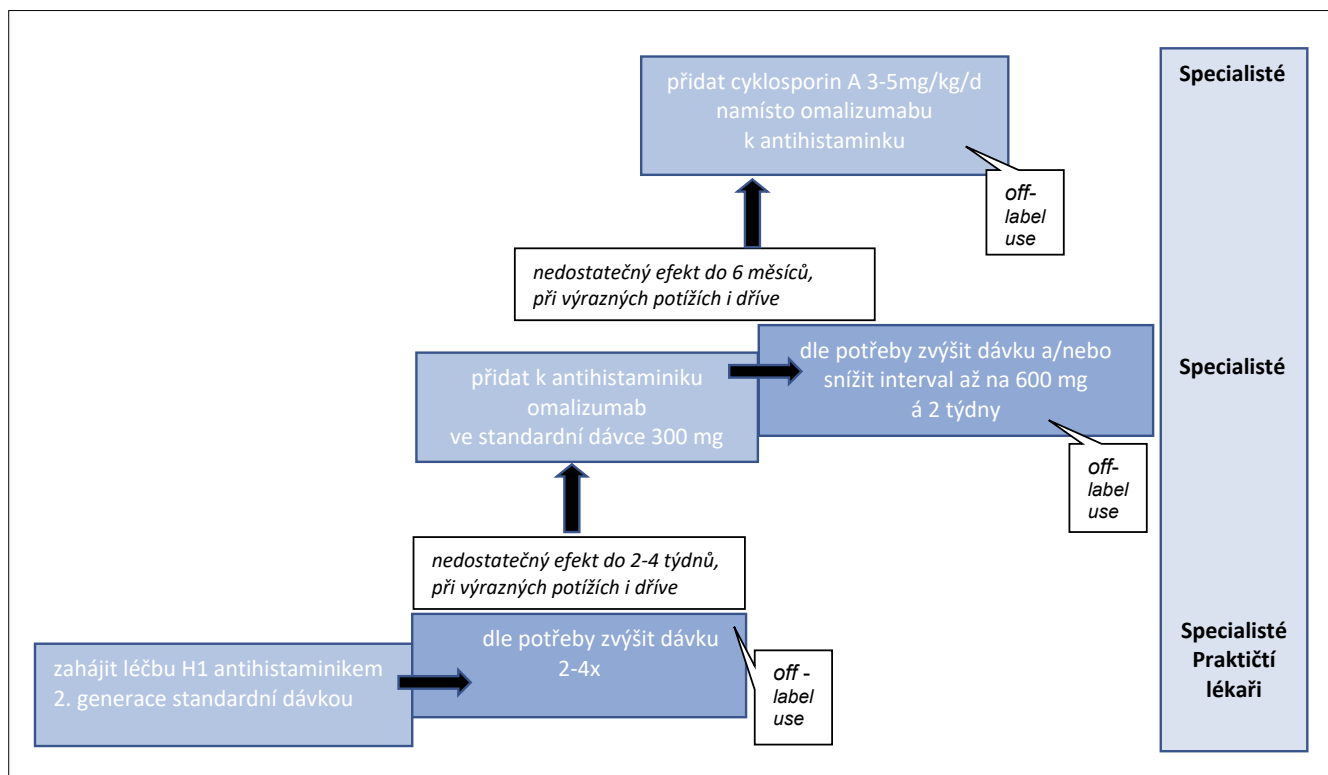 přidat cyklosporin A 3-5mg/kg/d
namísto omalizumabu
k antihistaminku
off-
label
use
Specialisté
nedostatečný efekt do 6 měsíců,
při výrazných potížích i dříve
přidat k antihistaminiku
omalizumab
ve standardní dávce 300 mg
dle potřeby zvýšit dávku a/nebo
snížit interval až na 600 mg
á 2 týdny
off-
label
use
Specialisté
nedostatečný efekt do 2-4 týdnů,
při výrazných potížích i dříve
zahájit léčbu H1 antihistaminikem
2. generace standardní dávkou
dle potřeby zvýšit dávku
2-4x
off -
label
use
Specialisté
Praktičtí
lékaři